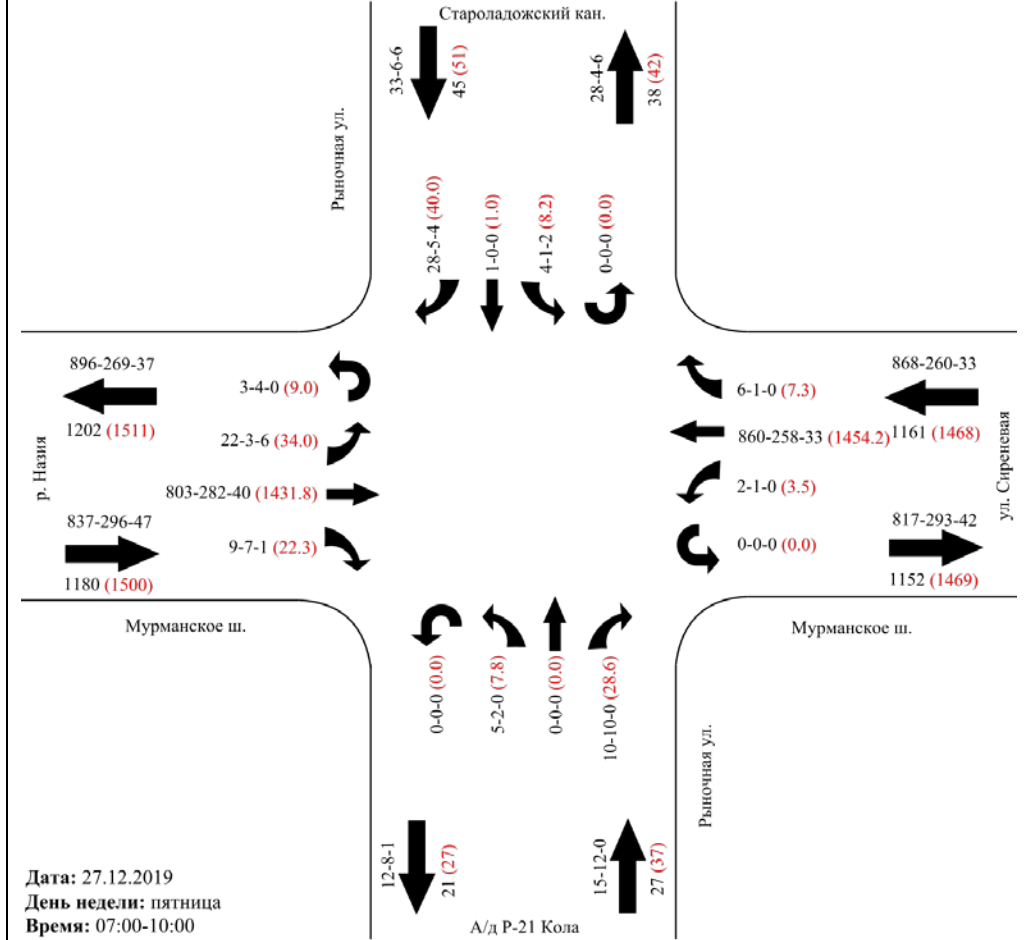 Староладожский кан.
33-6-6
45 (51)
28-4-6
38 (42)
Рыночная ул.
28-5-4 (40.0)
1-0-0 (1.0)
4-1-2 (8.2)
0-0-0 (0.0)
896-269-37
1202 (1511)
р. Назия
837-296-47
1180 (1500)
Мурманское ш.
3-4-0 (9.0)
22-3-6 (34.0)
803-282-40 (1431.8)
9-7-1 (22.3)
6-1-0 (7.3)
860-258-33 (1454.2)
2-1-0 (3.5)
0-0-0 (0.0)
868-260-33
1161 (1468)
ул. Сиреневая
817-293-42
1152 (1469)
Мурманское ш.
0-0-0 (0.0)
5-2-0 (7.8)
0-0-0 (0.0)
10-10-0 (28.6)
Рыночная ул.
12-8-1
21 (27)
15-12-0
27 (37)
А/д Р-21 Кола
Дата: 27.12.2019
День недели: пятница
Время: 07:00-10:00